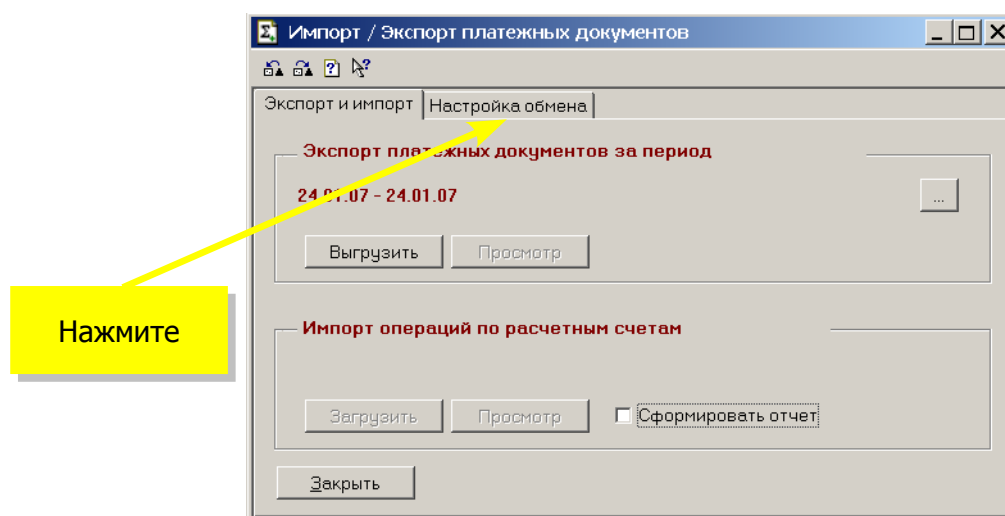 Импорт / Экспорт платежных документов
Экспорт и импорт Настройка обмена
Экспорт платежных документов за период
24.01.07 - 24.01.07 ...
Выгрузить Просмотр
Нажмите
Импорт операций по расчетным счетам
Загрузить Просмотр Сформировать отчет
Закрыть